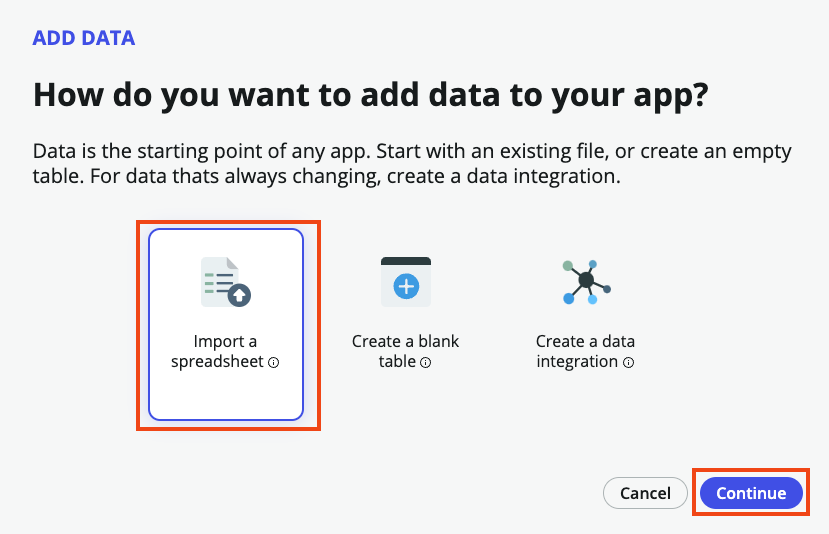 ADD DATA
How do you want to add data to your app?
Data is the starting point of any app. Start with an existing file, or create an empty
table. For data thats always changing, create a data integration.
Import a
spreadsheet
Create a blank
table
Create a data
integration
Cancel
Continue